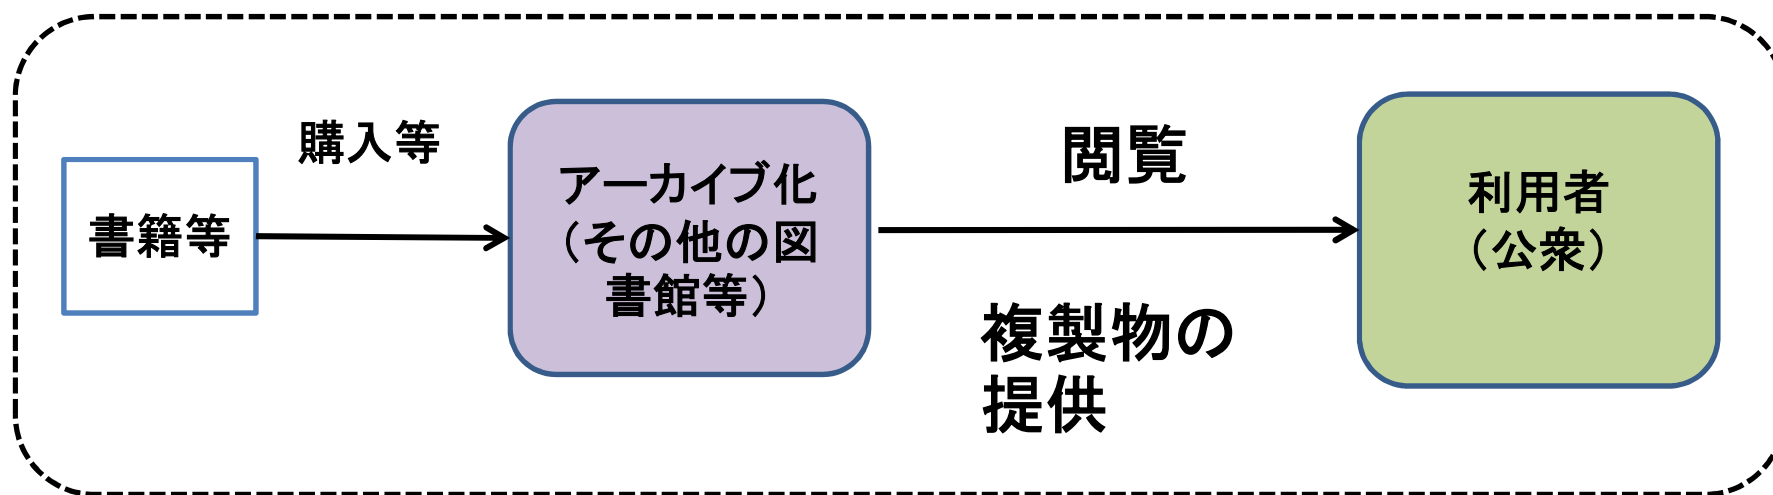 購入等
書籍等
アーカイブ化
（その他の図
書館等）
閲覧
複製物の
提供
利用者
（公衆）